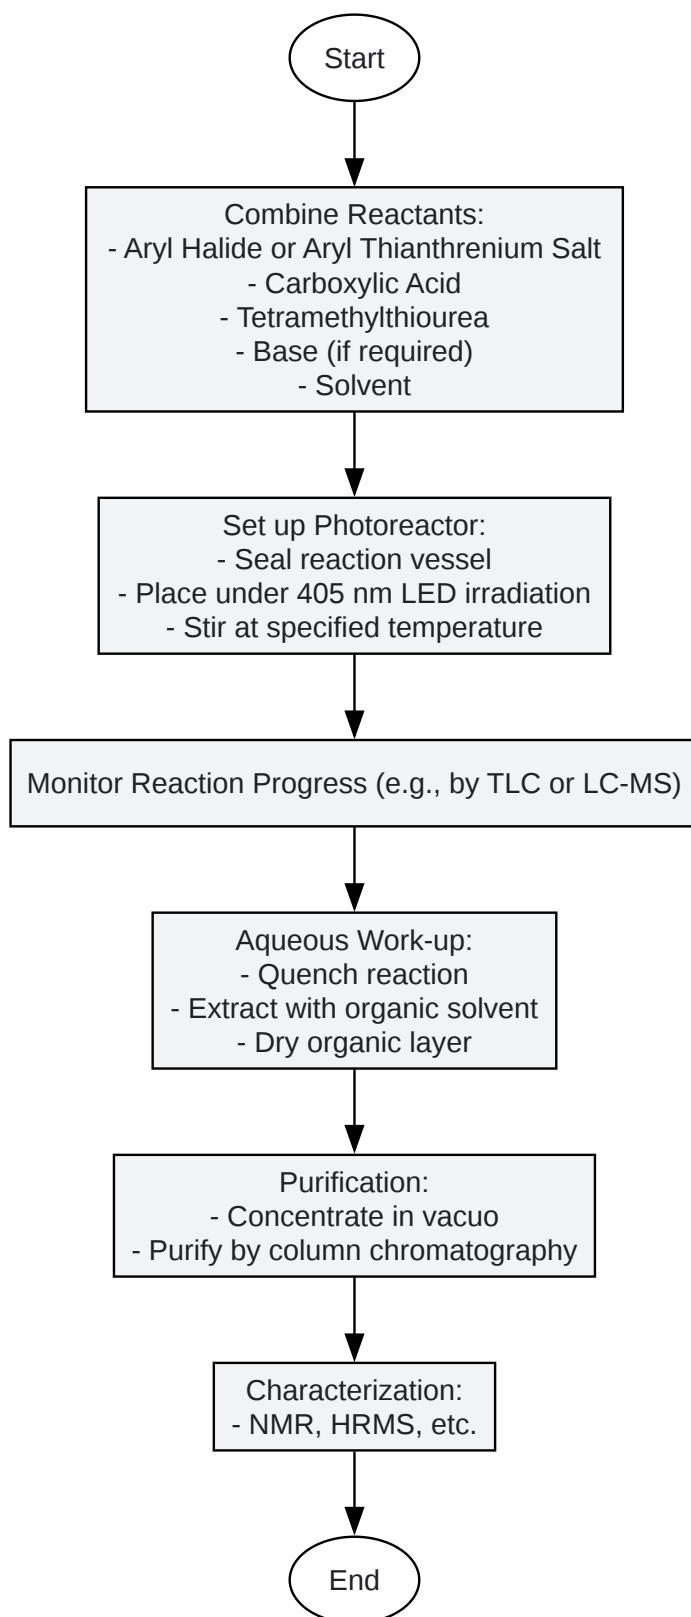 Start
Combine Reactants:
- Aryl Halide or Aryl Thianthrenium Salt
- Carboxylic Acid
- Tetramethylthiourea
- Base (if required)
- Solvent
Set up Photoreactor:
- Seal reaction vessel
- Place under 405 nm LED irradiation
- Stir at specified temperature
Monitor Reaction Progress (e.g., by TLC or LC-MS)
Aqueous Work-up:
- Quench reaction
- Extract with organic solvent
- Dry organic layer
Purification:
- Concentrate in vacuo
- Purify by column chromatography
Characterization:
- NMR, HRMS, etc.
End